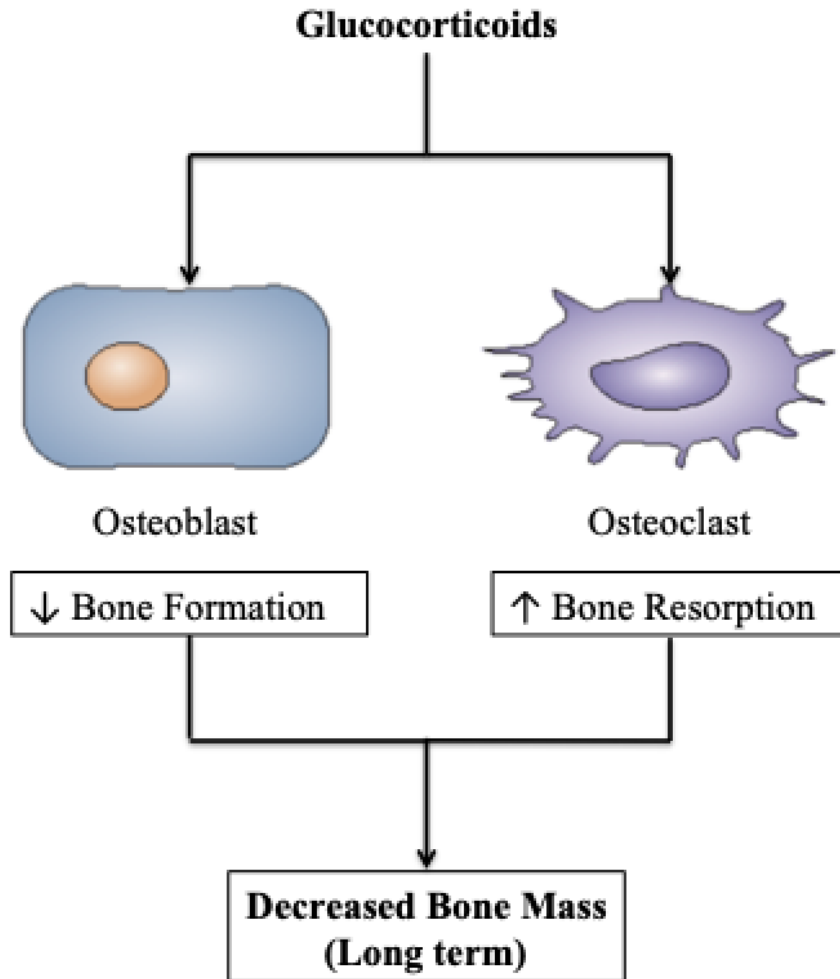 Glucocorticoids
Osteoblast
Osteoclast
↓ Bone Formation
↑ Bone Resorption
Decreased Bone Mass
(Long term)